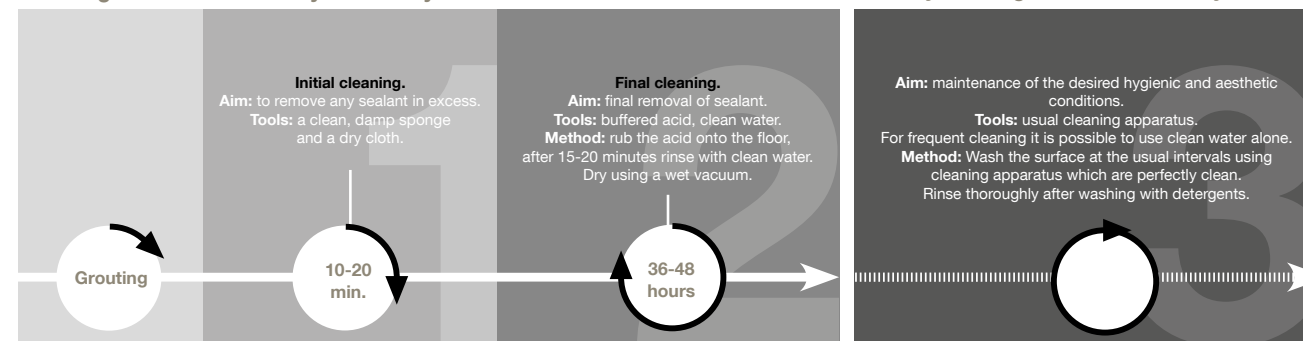 Initial cleaning.
Aim: to remove any sealant in excess.
Tools: a clean, damp sponge
and a dry cloth.
Final cleaning.
Aim: final removal of sealant.
Tools: buffered acid, clean water.
Method: rub the acid onto the floor,
after 15-20 minutes rinse with clean water.
Dry using a wet vacuum.
Aim: maintenance of the desired hygienic and aesthetic
conditions.
Tools: usual cleaning apparatus.
For frequent cleaning it is possible to use clean water alone.
Method: Wash the surface at the usual intervals using
cleaning apparatus which are perfectly clean.
Rinse thoroughly after washing with detergents.
1
2
3
Grouting
10-20
min.
36-48
hours